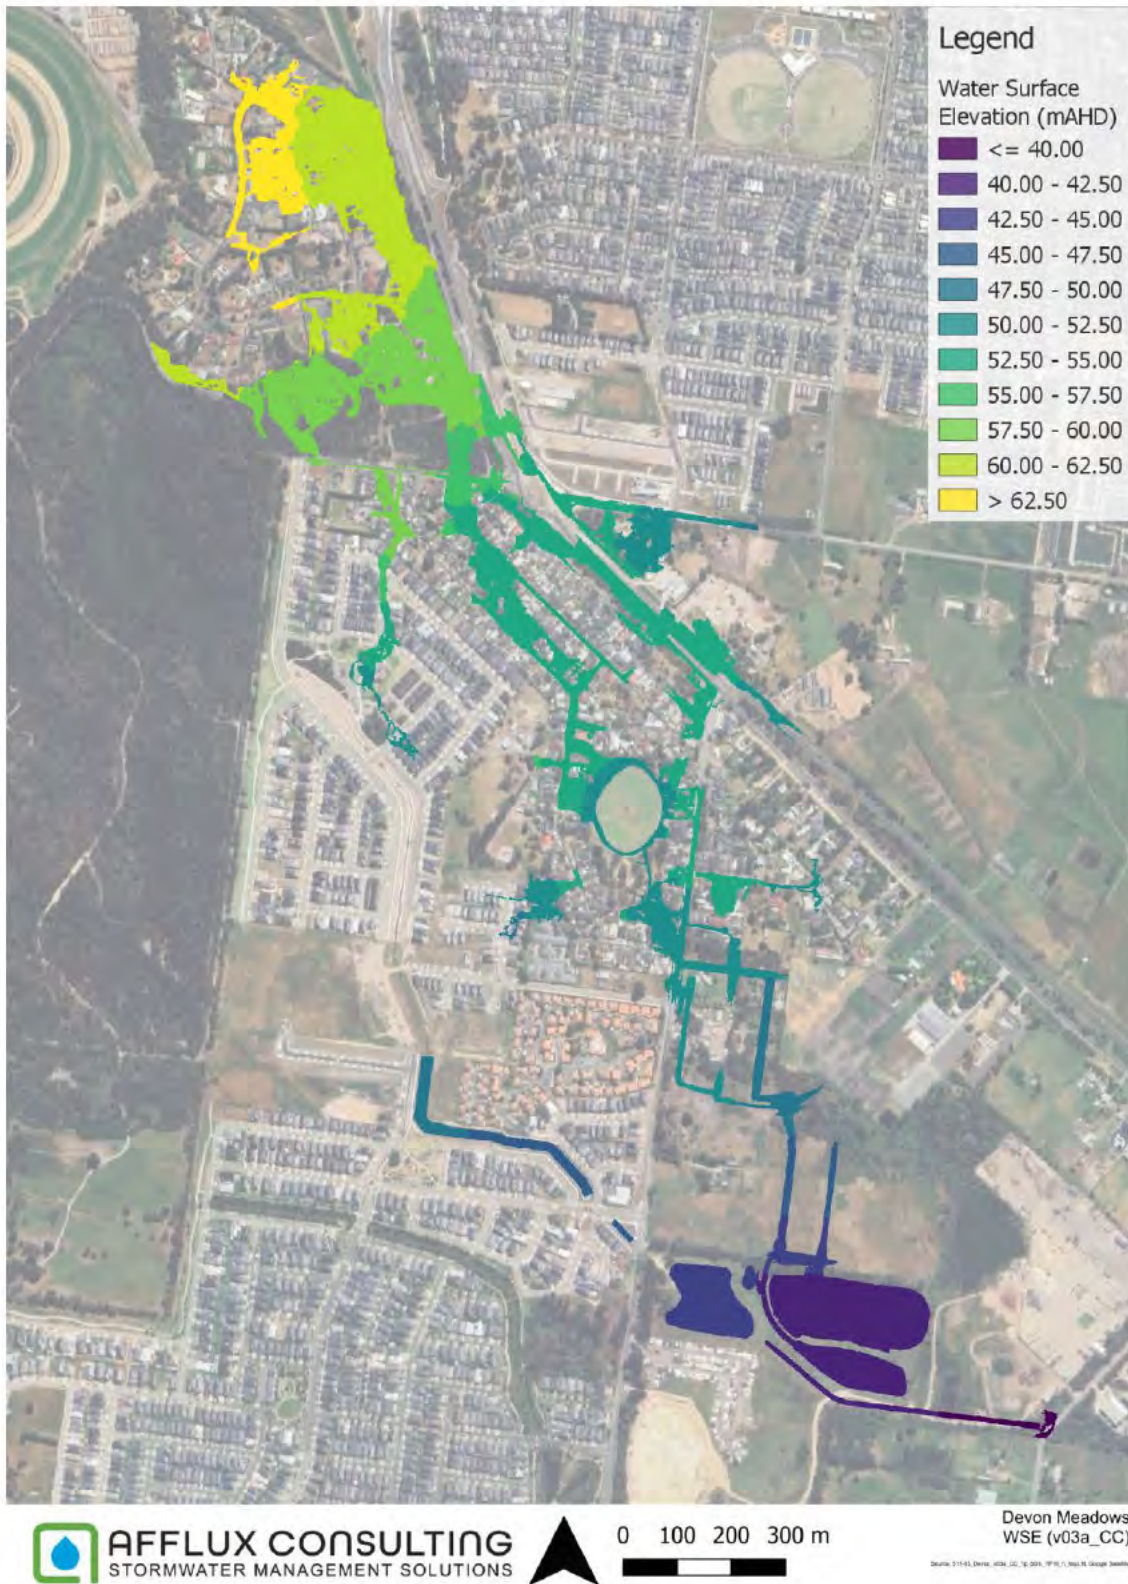 Legend
Water Surface
Elevation (mAHD)
<= 40.00
40.00 - 42.50
42.50 - 45.00
45.00 - 47.50
47.50 - 50.00
50.00 - 52.50
52.50 - 55.00
55.00 - 57.50
57.50 - 60.00
60.00 - 62.50
> 62.50
AFFLUX CONSULTING
STORMWATER MANAGEMENT SOLUTIONS
0 100 200 300 m
Devon Meadows
WSE (v03a_CC)